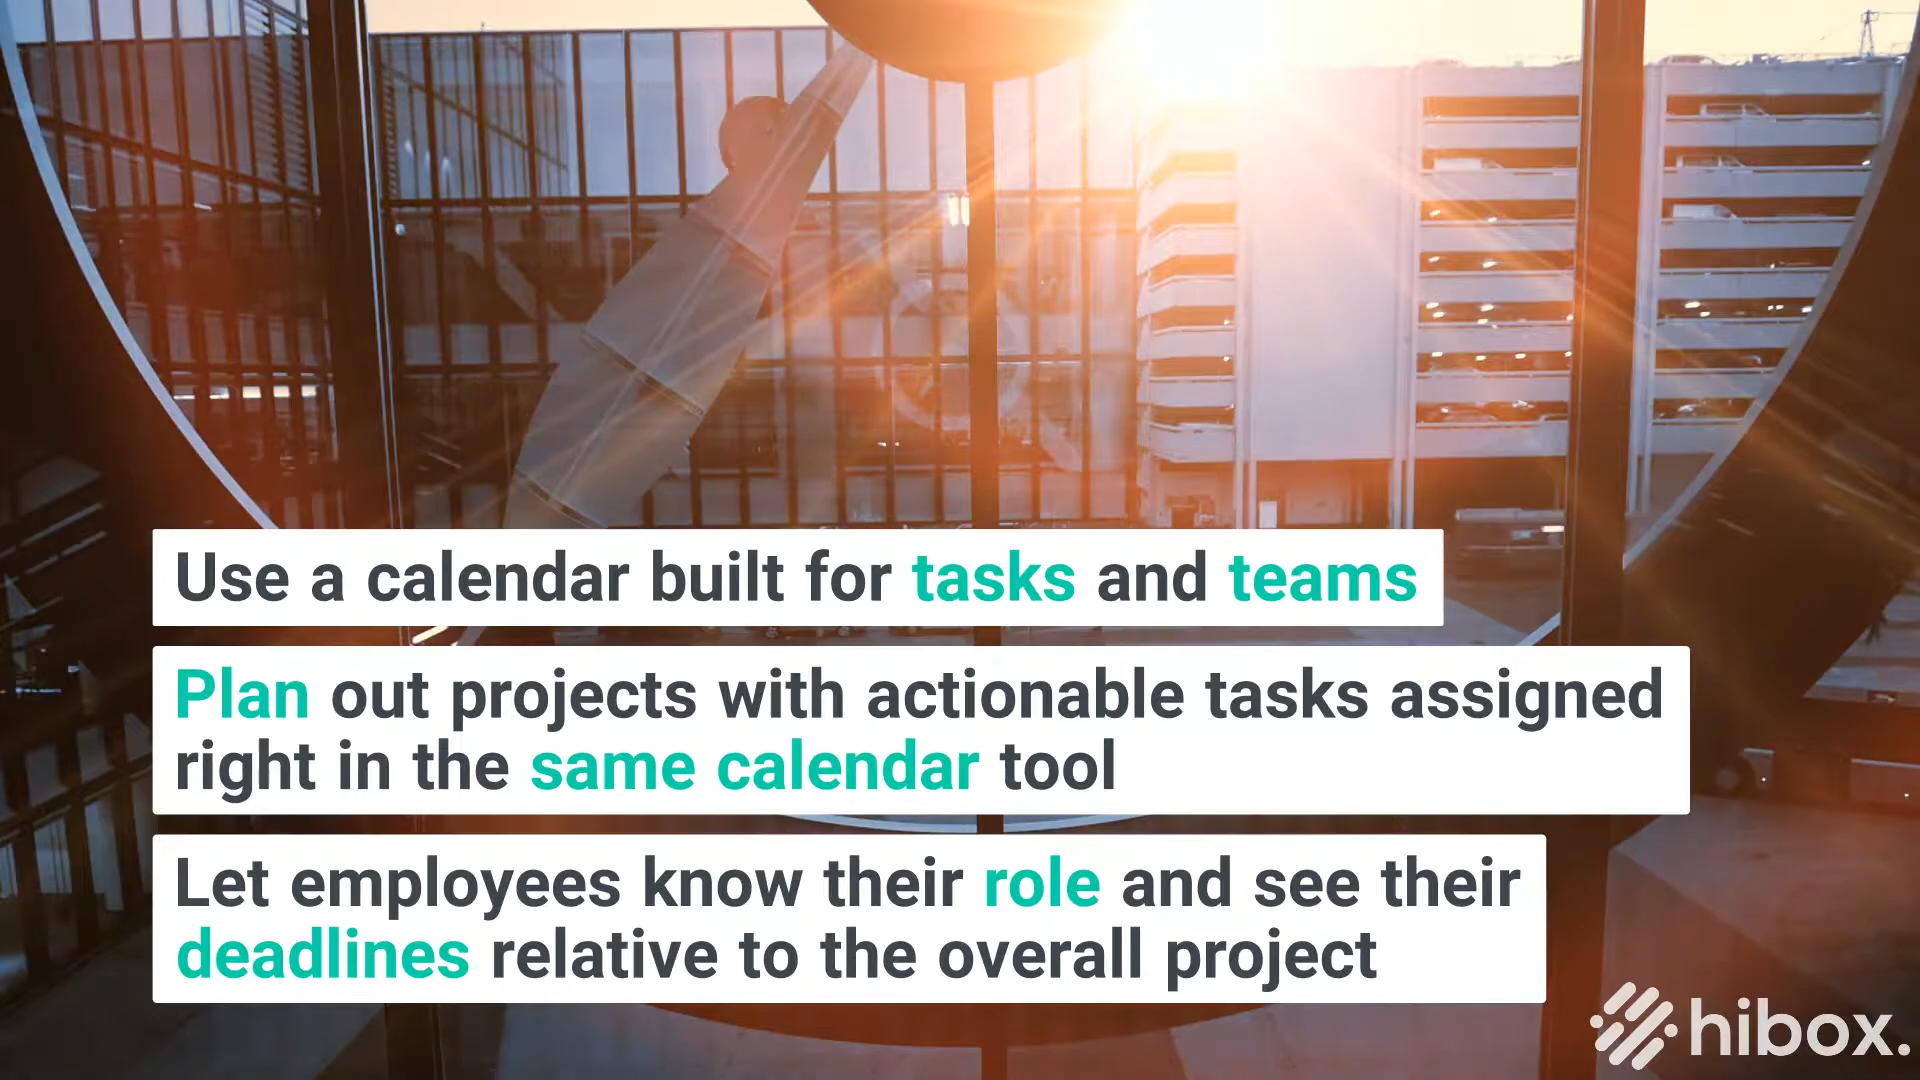 Use a calendar built for tasks and teams
Plan out projects with actionable tasks assigned
right in the same calendar tool
Let employees know their role and see their
deadlines relative to the overall project
hibox.